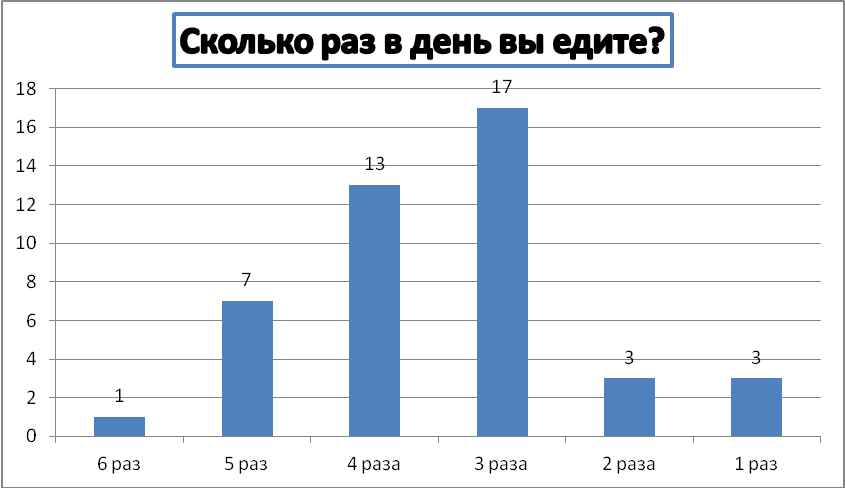 Сколько раз в день вы едите?
18
16
14
12
10
8
6
4
2
0
1
7
13
17
3
3
6 раз
5 раз
4 раза
3 раза
2 раза
1 раз